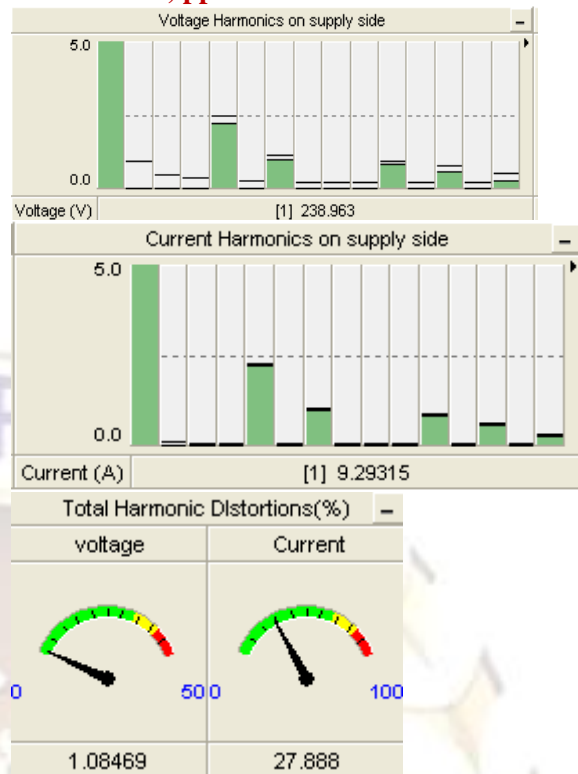 Voltage Harmonics on supply side
5.0
0.0
Voltage (V) [1] 238.963
Current Harmonics on supply side
5.0
0.0
Current (A) [1] 9.29315
Total Harmonic DIstortions(%)
voltage Current
0 50 0 100
1.08469 27.888